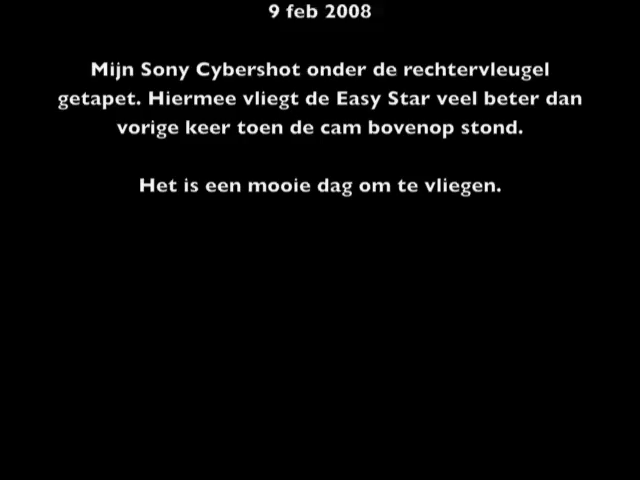 9 feb 2008
Mijn Sony Cybershot onder de rechtervleugel
getapet. Hiermee vliegt de Easy Star veel beter dan
vorige keer toen de cam bovenop stond.
Het is een mooie dag om te vliegen.